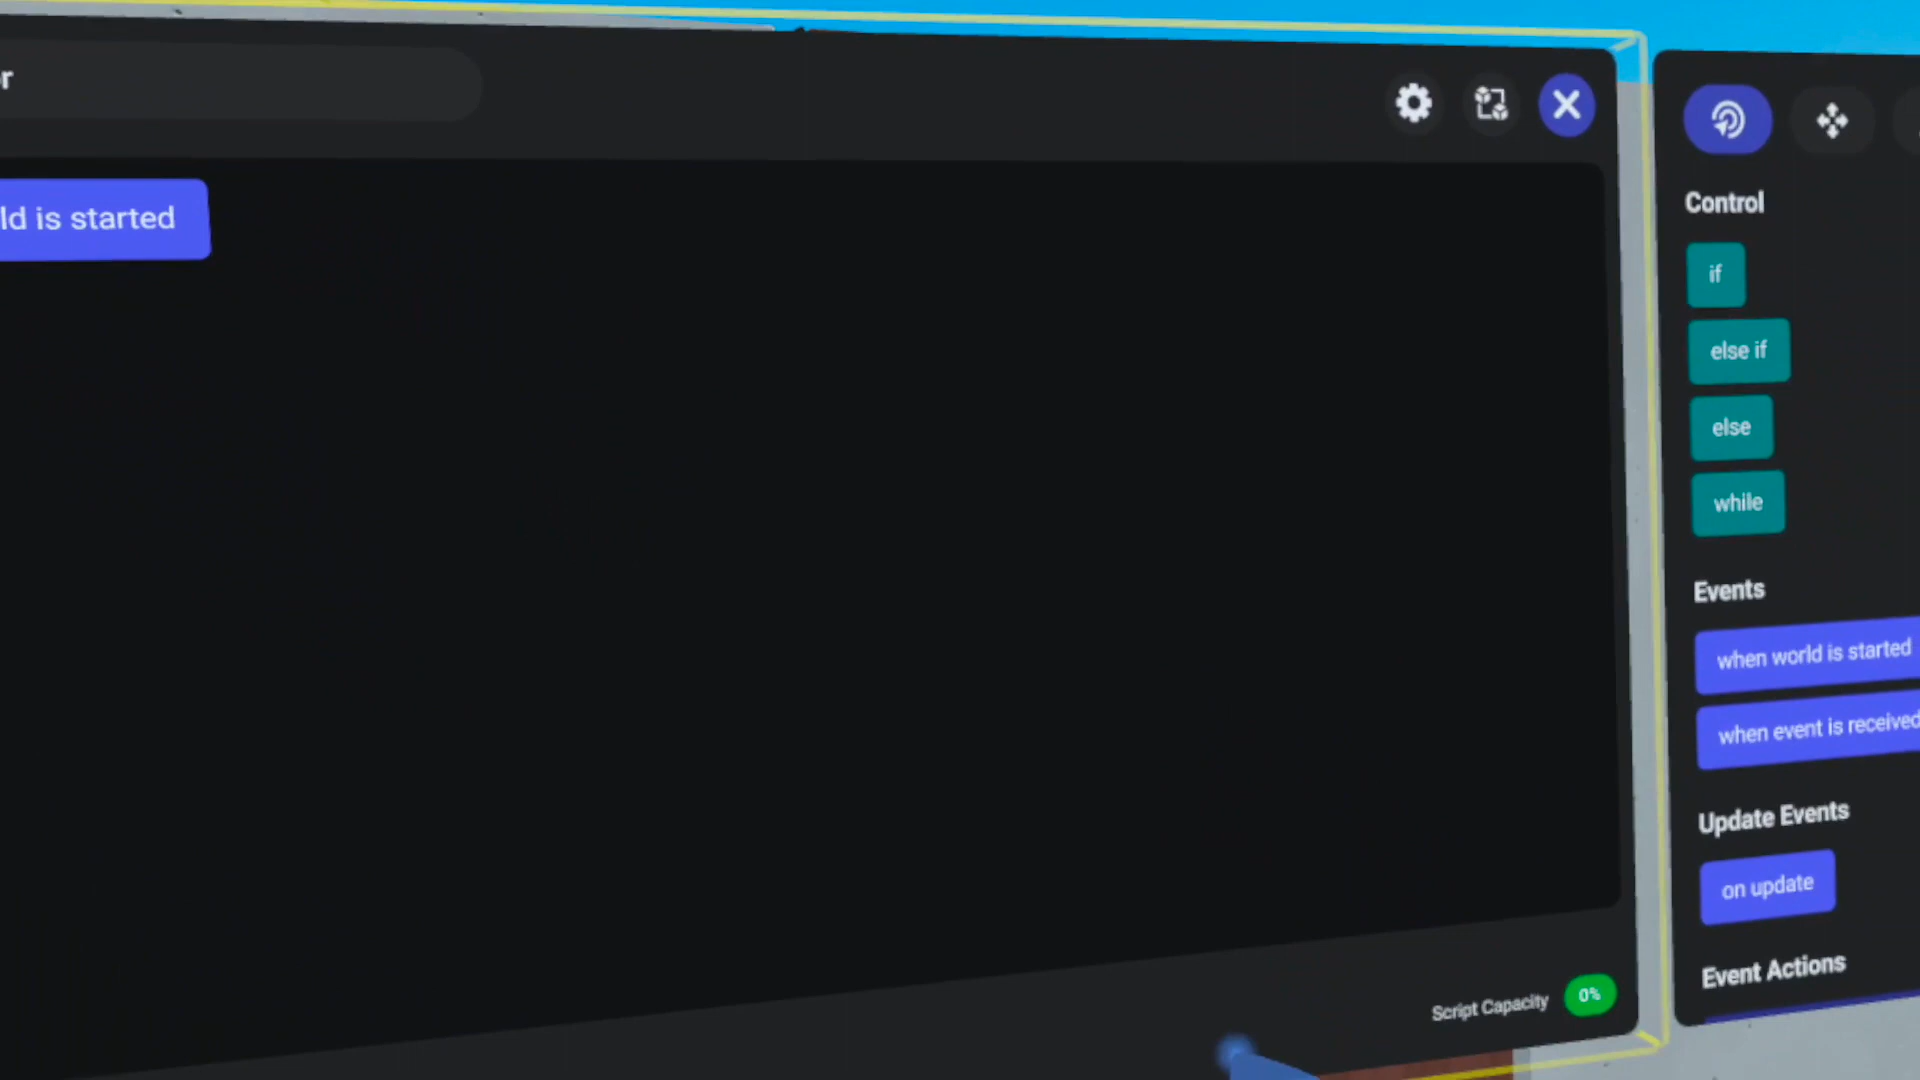 r
ld is started
Control
if
else if
else
while
Events
when world is started
when event is received
Update Events
on update
Event Actions
Script Capacity 0%